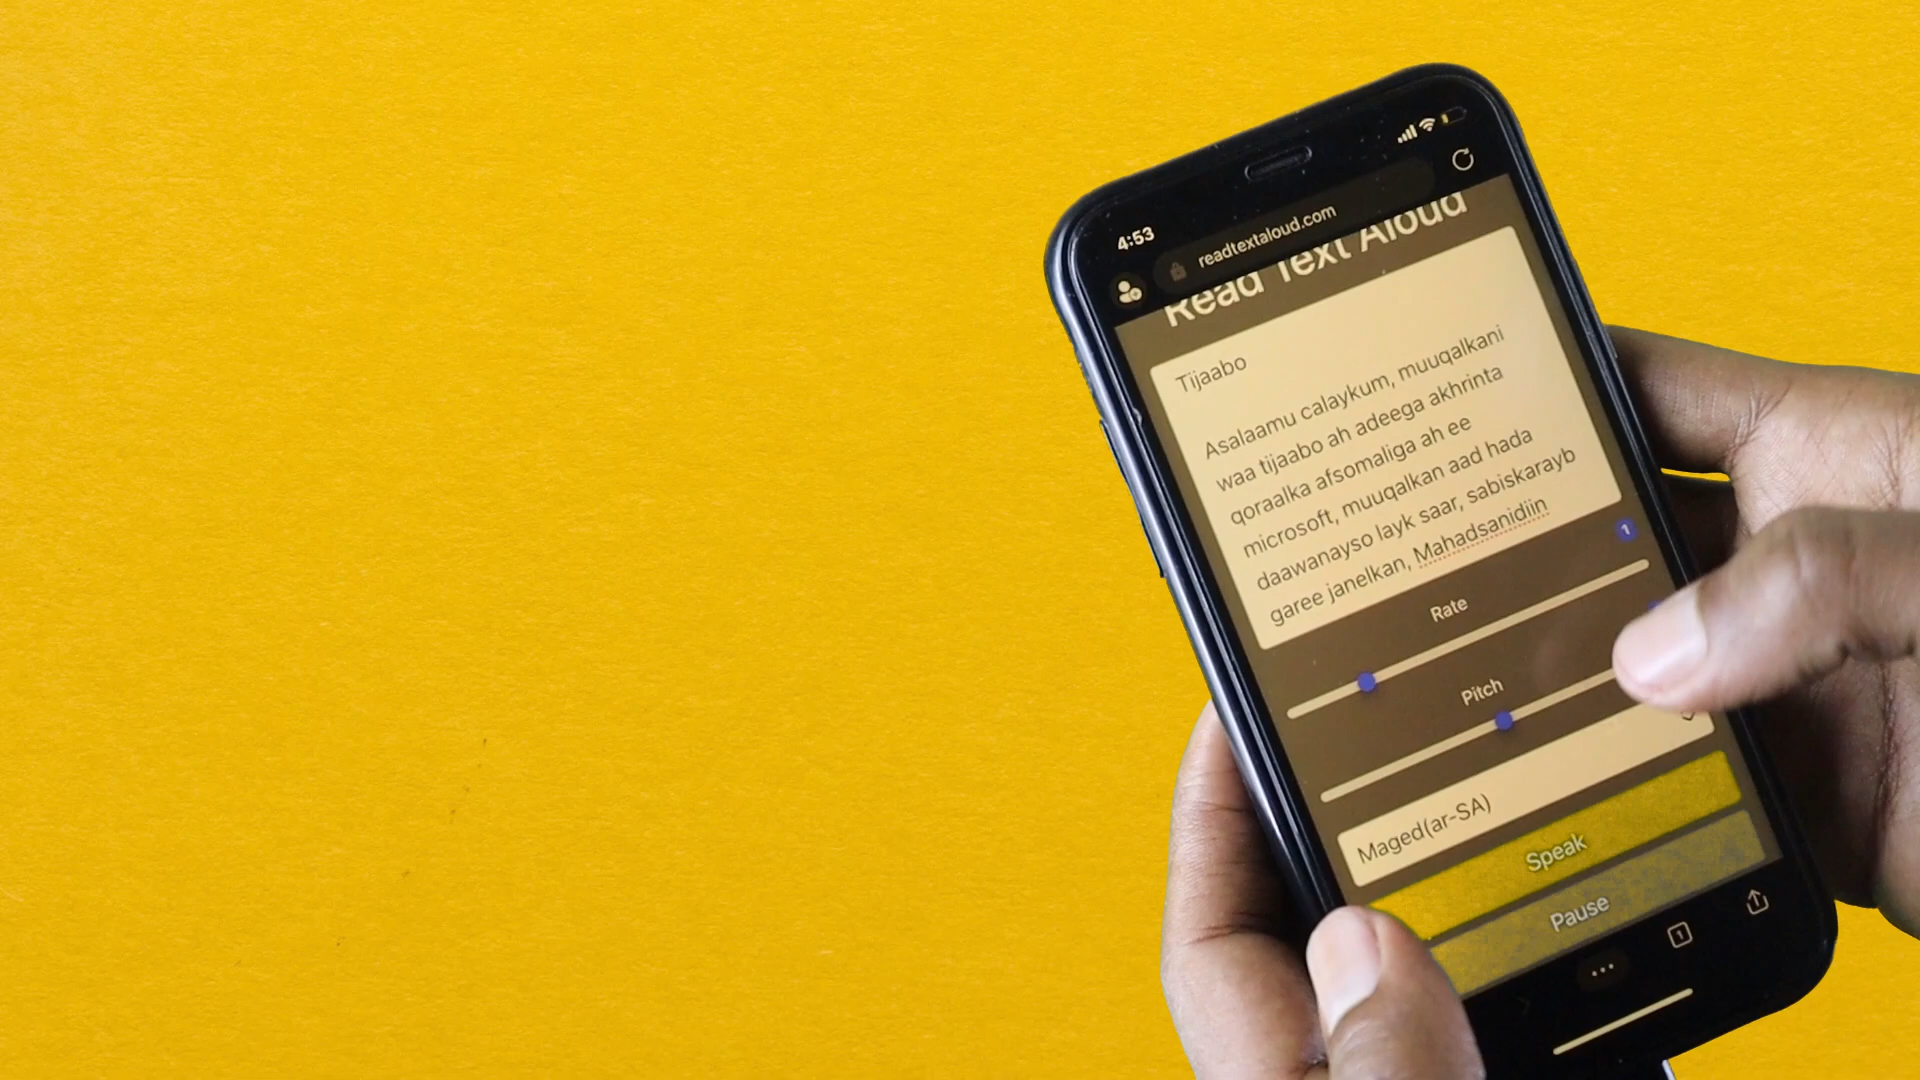 4:53
readtextaloud.com
Read Text Aloud
Tijaabo
Asalaamu calaykum, muuqalkani
waa tijaabo ah adeega akhrinta
qoraalka afsomaliga ah ee
microsoft, muuqalkan aad hada
daawanayso layk saar, sabiskarayb
garee janelkan, Mahadsanidiin
1
Rate
Pitch
Maged(ar-SA)
Speak
Pause
1